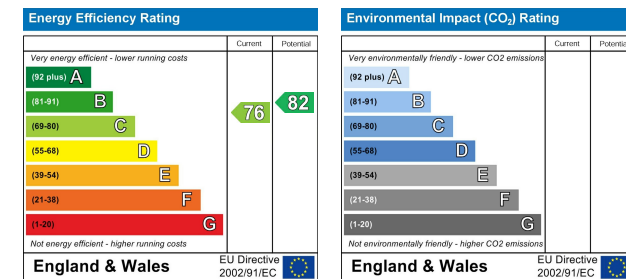 Energy Efficiency Rating
Current Potential
Very energy efficient - lower running costs
(92 plus) A
(81-91) B
(69-80) C
(55-68) D
(39-54) E
(21-38) F
(1-20) G
76
82
Not energy efficient - higher running costs
England & Wales
EU Directive
2002/91/EC
Environmental Impact (CO₂) Rating
Current Potential
Very environmentally friendly - lower CO2 emissions
(92 plus) A
(81-91) B
(69-80) C
(55-68) D
(39-54) E
(21-38) F
(1-20) G
Not environmentally friendly - higher CO2 emissions
England & Wales
EU Directive
2002/91/EC